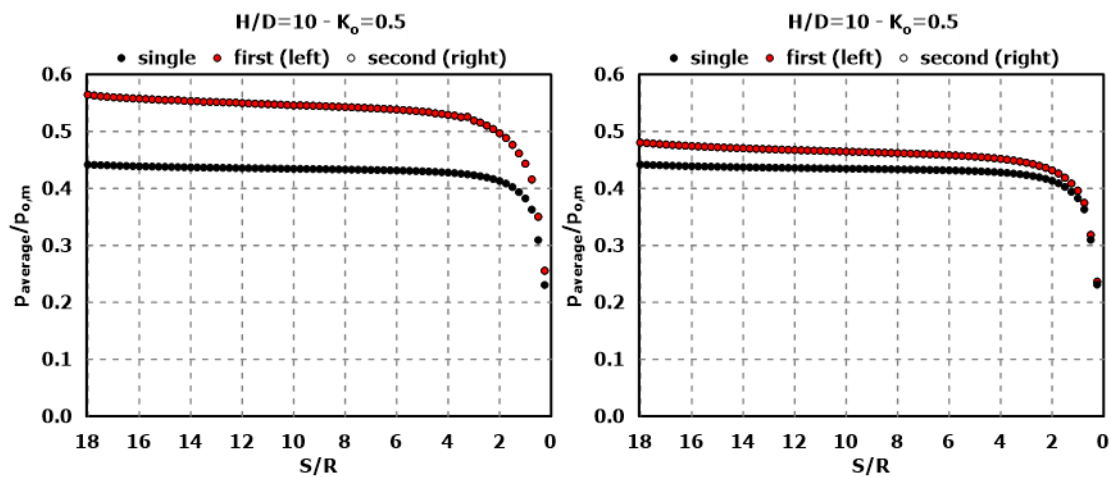 H/D=10 - Ko=0.5
single first (left) second (right)
0.6
0.5
0.4
0.3
0.2
0.1
0.0
paverage/po,m
18 16 14 12 10 8 6 4 2 0
S/R
H/D=10 - Ko=0.5
single first (left) second (right)
0.6
0.5
0.4
0.3
0.2
0.1
0.0
paverage/po,m
18 16 14 12 10 8 6 4 2 0
S/R